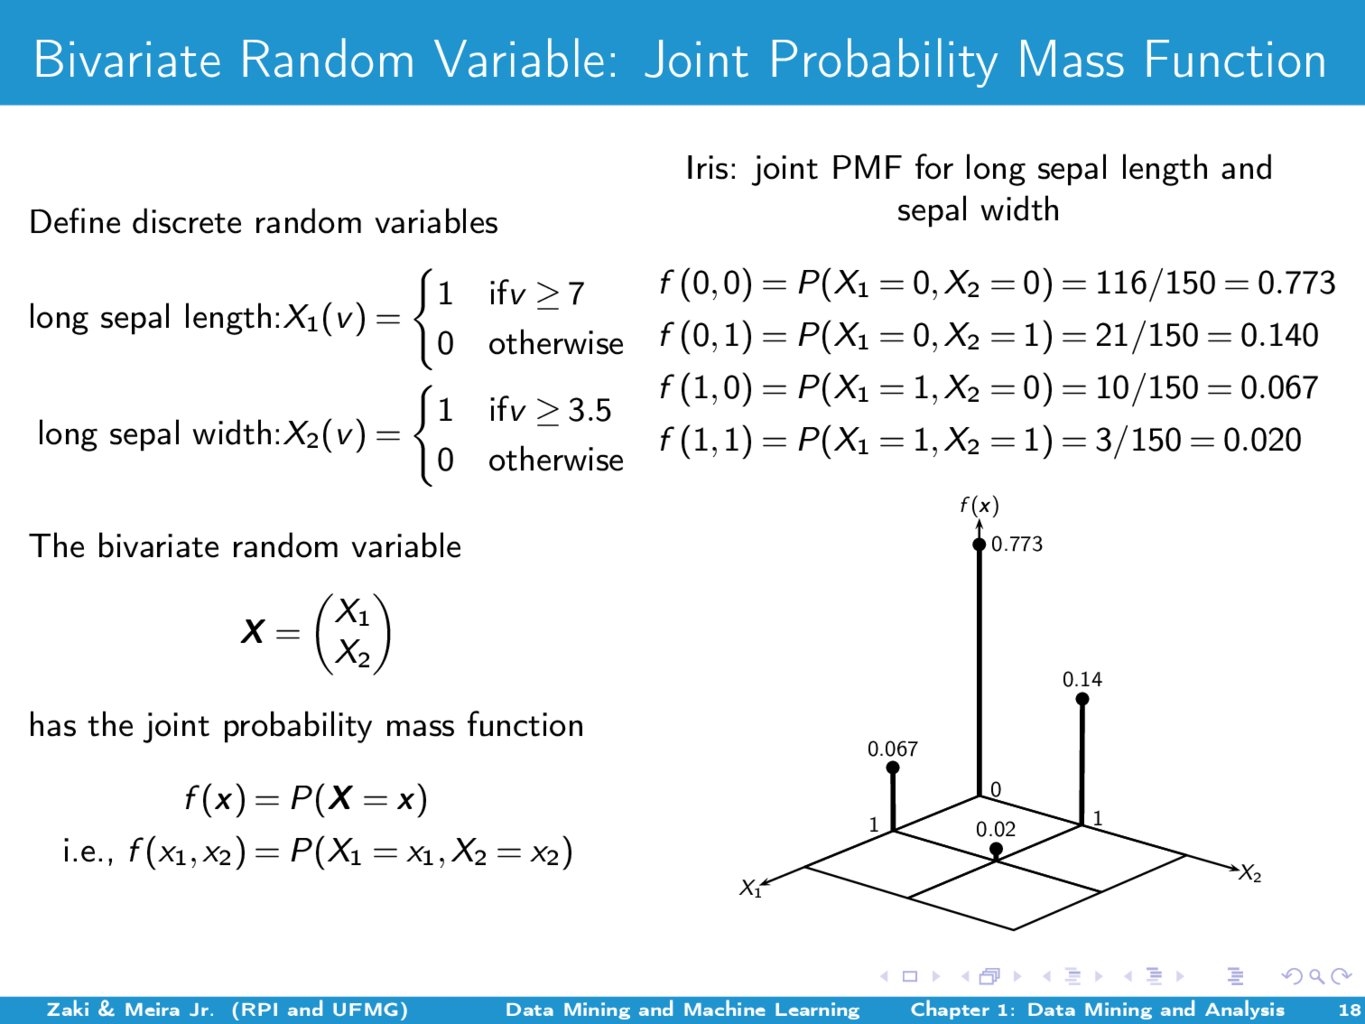 Bivariate Random Variable: Joint Probability Mass Function
Define discrete random variables
long sepal length:X₁(v) = { 1 ifv ≥ 7
0 otherwise
long sepal width:X₂(v) = { 1 ifv ≥ 3.5
0 otherwise
The bivariate random variable
X = (X₁
X₂)
has the joint probability mass function
f(x) = P(X = x)
i.e., f(x₁, x₂) = P(X₁ = x₁, X₂ = x₂)
Iris: joint PMF for long sepal length and
sepal width
f(0, 0) = P(X₁ = 0, X₂ = 0) = 116/150 = 0.773
f(0, 1) = P(X₁ = 0, X₂ = 1) = 21/150 = 0.140
f(1, 0) = P(X₁ = 1, X₂ = 0) = 10/150 = 0.067
f(1, 1) = P(X₁ = 1, X₂ = 1) = 3/150 = 0.020
f(x)
0.773
0.14
0.067
0
1
1
0.02
X₁
X₂
Zaki & Meira Jr. (RPI and UFMG) Data Mining and Machine Learning Chapter 1: Data Mining and Analysis 18